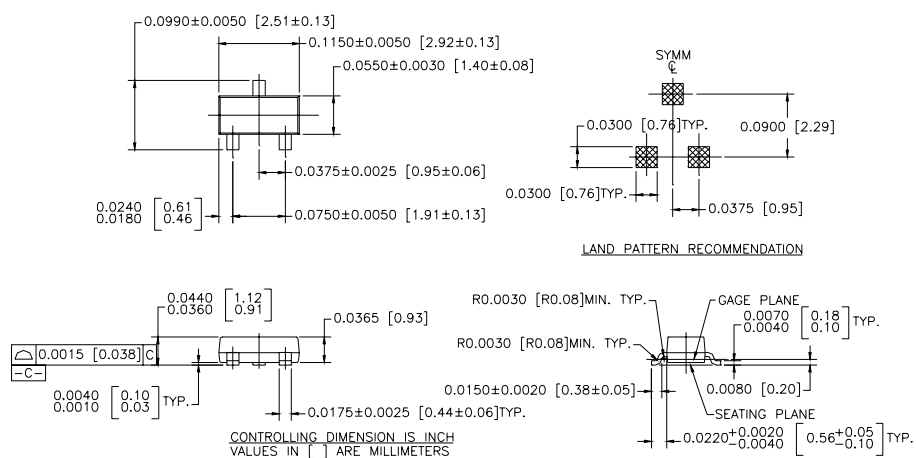 0.0990±0.0050 [2.51±0.13]
0.1150±0.0050 [2.92±0.13]
0.0550±0.0030 [1.40±0.08]
0.0375±0.0025 [0.95±0.06]
0.0240 [0.61
0.0180 0.46]
0.0750±0.0050 [1.91±0.13]
SYMM
℄
0.0300 [0.76]TYP.
0.0900 [2.29]
0.0300 [0.76]TYP.
0.0375 [0.95]
LAND PATTERN RECOMMENDATION
0.0440 [1.12
0.0360 0.91]
0.0365 [0.93]
⌓ 0.0015 [0.038] C
-C-
0.0040 [0.10
0.0010 0.03] TYP.
0.0175±0.0025 [0.44±0.06]TYP.
CONTROLLING DIMENSION IS INCH
VALUES IN [ ] ARE MILLIMETERS
R0.0030 [R0.08]MIN. TYP.
GAGE PLANE
0.0070 [0.18
0.0040 0.10] TYP.
R0.0030 [R0.08]MIN. TYP.
0.0150±0.0020 [0.38±0.05]
0.0080 [0.20]
SEATING PLANE
0.0220+0.0020 [0.56+0.05
-0.0040 -0.10] TYP.